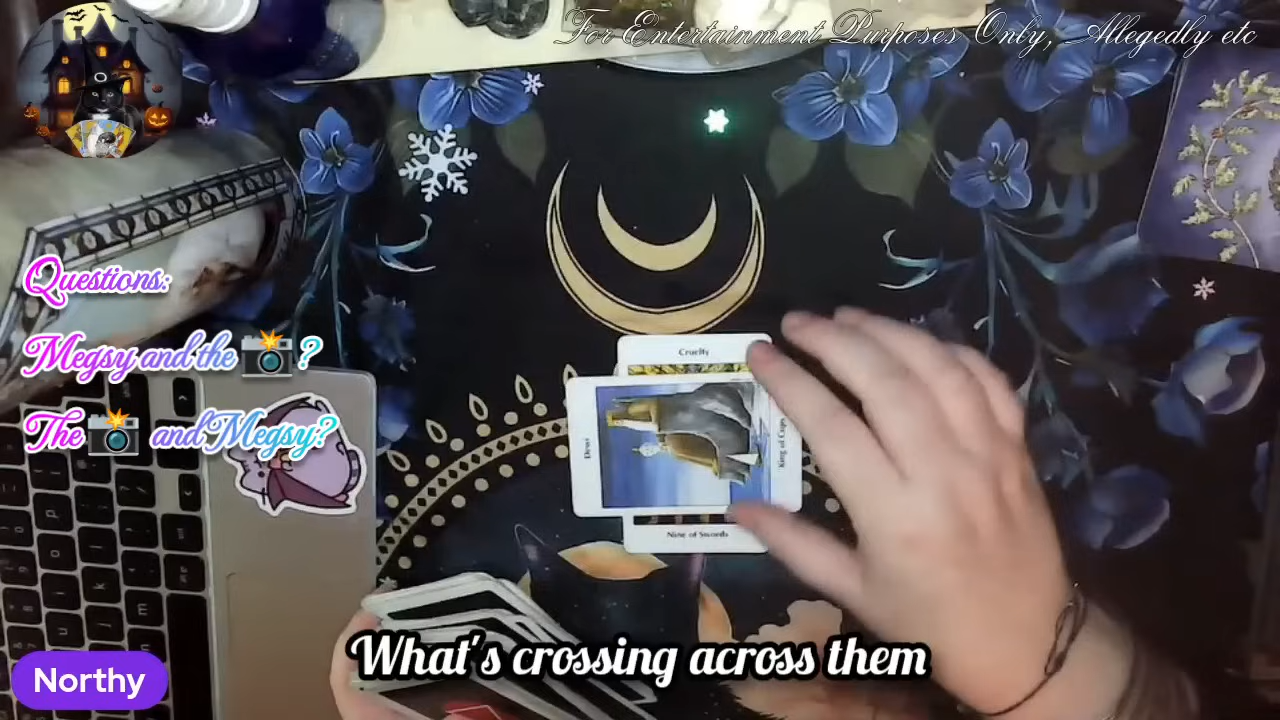 For Entertainment Purposes Only, Allegedly etc
Questions:
Megsy and the 📸?
The 📸 and Megsy?
Cruelty
King of Cups
Nine of Swords
What's crossing across them
Northy